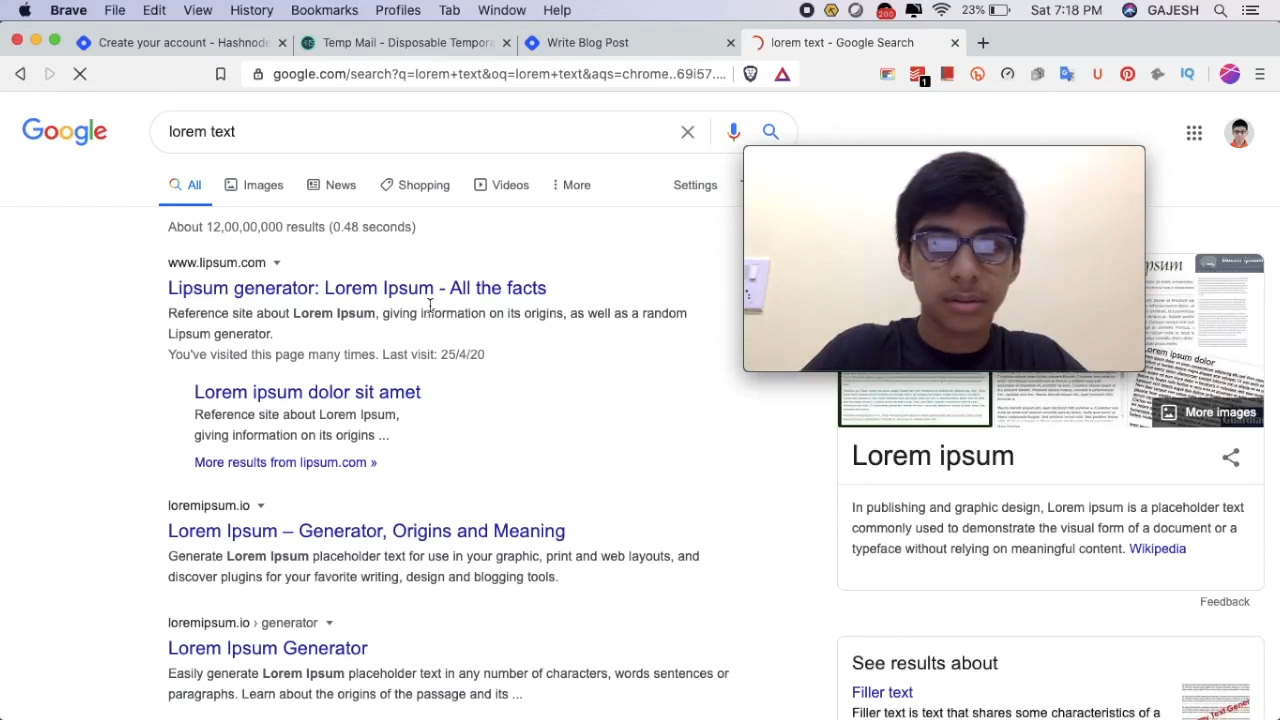 Brave File Edit View History Bookmarks Profiles Tab Window Help 200 23% Sat 7:18 PM GAJESH
Create your account - Hashnode Temp Mail - Disposable Tempora Write Blog Post lorem text - Google Search
google.com/search?q=lorem+text&oq=lorem+text&aqs=chrome..69i57.... 1
Google lorem text
All Images News Shopping Videos More Settings
About 12,00,00,000 results (0.48 seconds)
www.lipsum.com
Lipsum generator: Lorem Ipsum - All the facts
Reference site about Lorem Ipsum, giving information on its origins, as well as a random
Lipsum generator.
You've visited this page many times. Last visit: 29/4/20
Lorem ipsum dolor sit amet
Reference site about Lorem Ipsum,
giving information on its origins ...
More results from lipsum.com »
loremipsum.io
Lorem Ipsum – Generator, Origins and Meaning
Generate Lorem Ipsum placeholder text for use in your graphic, print and web layouts, and
discover plugins for your favorite writing, design and blogging tools.
loremipsum.io › generator
Lorem Ipsum Generator
Easily generate Lorem Ipsum placeholder text in any number of characters, words sentences or
paragraphs. Learn about the origins of the passage and its ...
Lorem ipsum dolor
More images
Lorem ipsum
In publishing and graphic design, Lorem ipsum is a placeholder text
commonly used to demonstrate the visual form of a document or a
typeface without relying on meaningful content. Wikipedia
Feedback
See results about
Filler text
Filler text is text that shares some characteristics of a